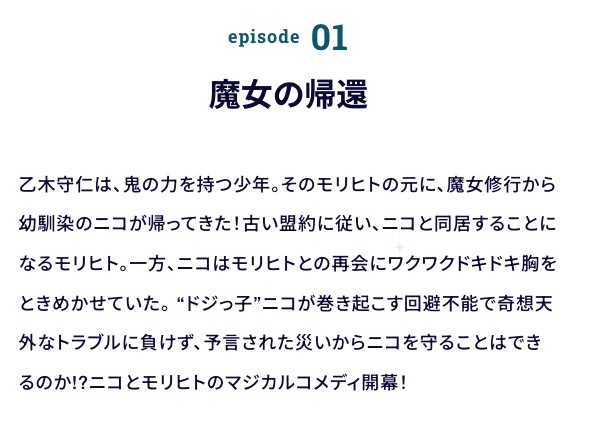 episode 01
魔女の帰還
乙木守仁は、鬼の力を持つ少年。そのモリヒトの元に、魔女修行から
幼馴染のニコが帰ってきた！古い盟約に従い、ニコと同居することに
なるモリヒト。一方、ニコはモリヒトとの再会にワクワクドキドキ胸を
ときめかせていた。“ドジっ子”ニコが巻き起こす回避不能で奇想天
外なトラブルに負けず、予言された災いからニコを守ることはでき
るのか!?ニコとモリヒトのマジカルコメディ開幕！